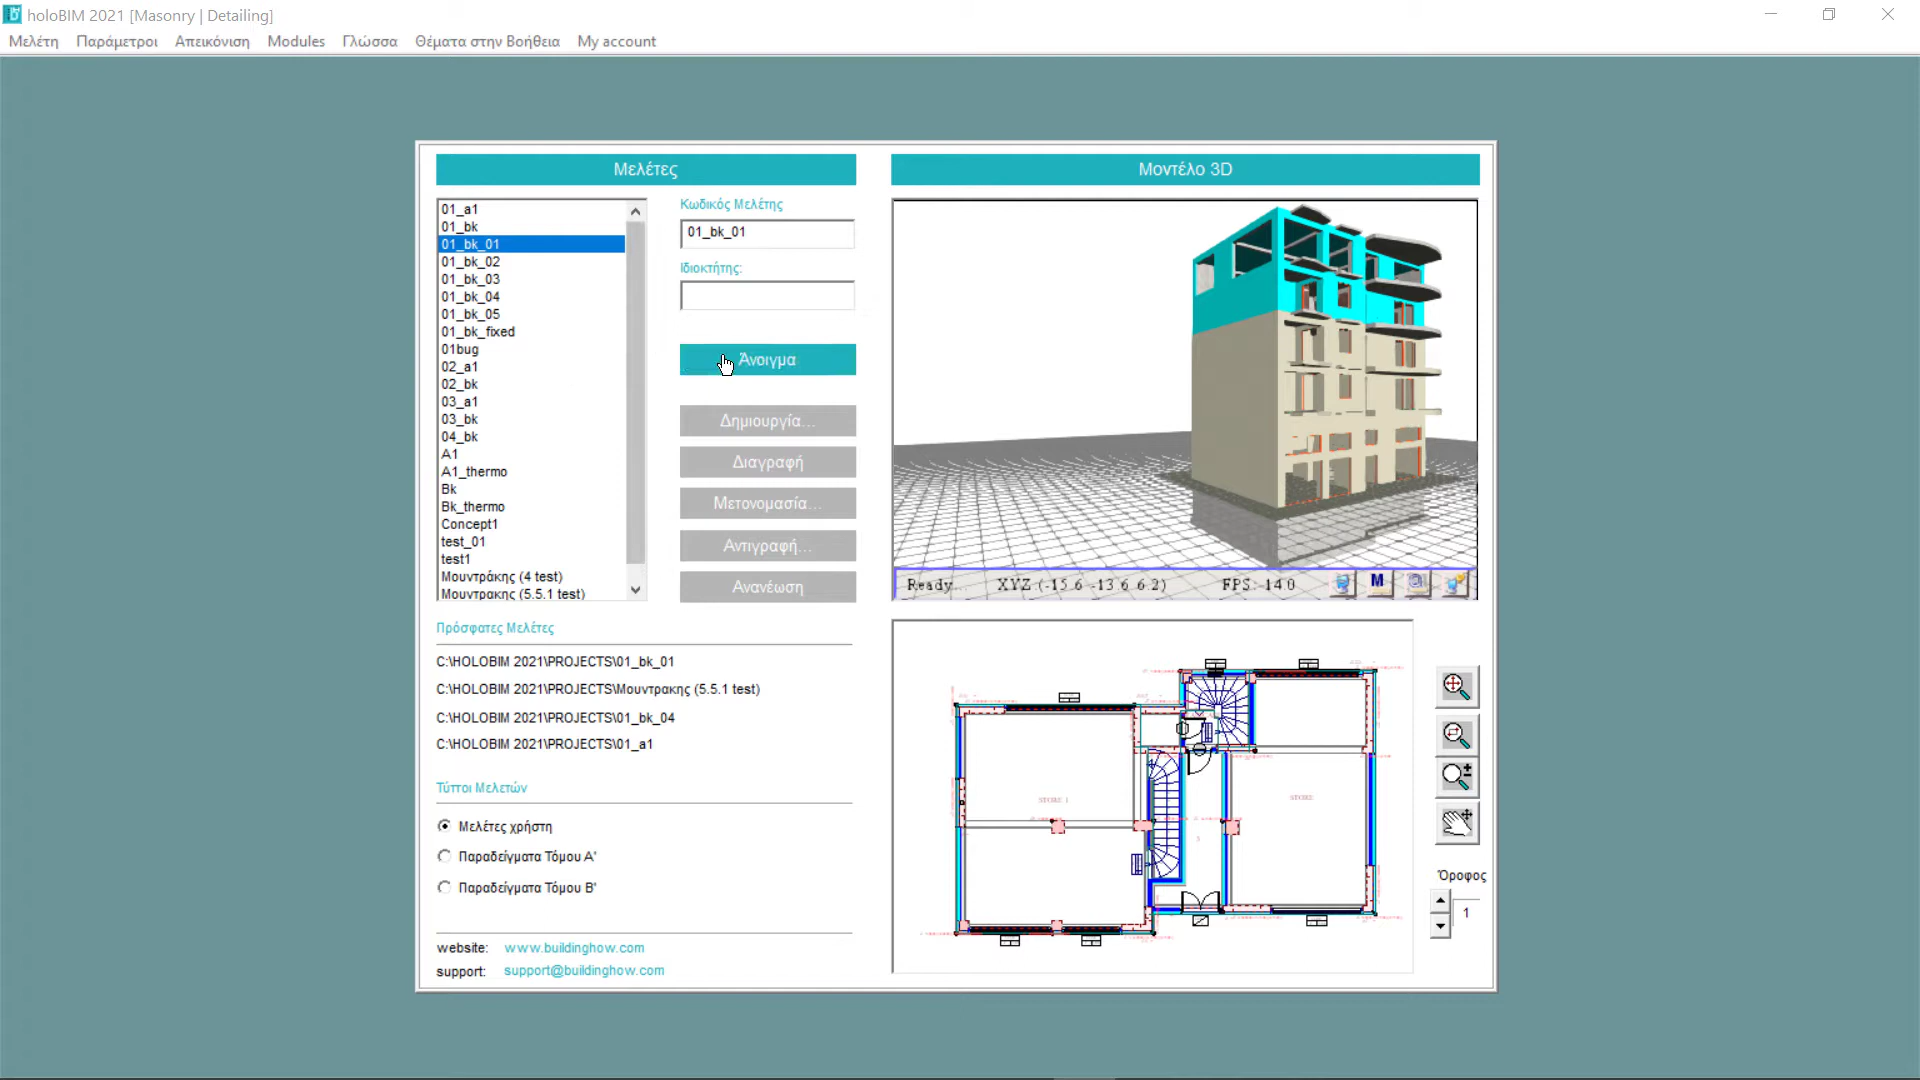 holoBIM 2021 [Masonry | Detailing]
Μελέτη Παράμετροι Απεικόνιση Modules Γλώσσα Θέματα στην Βοήθεια My account
Μελέτες
01_a1
01_bk
01_bk_01
01_bk_02
01_bk_03
01_bk_04
01_bk_05
01_bk_fixed
01bug
02_a1
02_bk
03_a1
03_bk
04_bk
A1
A1_thermo
Bk
Bk_thermo
Concept1
test_01
test1
Μουντράκης (4 test)
Μουντρακης (5.5.1 test)
Κωδικός Μελέτης
01_bk_01
Ιδιοκτήτης:
Άνοιγμα
Δημιουργία...
Διαγραφή
Μετονομασία...
Αντιγραφή...
Ανανέωση
Πρόσφατες Μελέτες
C:\HOLOBIM 2021\PROJECTS\01_bk_01
C:\HOLOBIM 2021\PROJECTS\Μουντρακης (5.5.1 test)
C:\HOLOBIM 2021\PROJECTS\01_bk_04
C:\HOLOBIM 2021\PROJECTS\01_a1
Τύποι Μελετών
Μελέτες χρήστη
Παραδείγματα Τόμου Α'
Παραδείγματα Τόμου Β'
website: www.buildinghow.com
support: support@buildinghow.com
Μοντέλο 3D
Ready... XYZ (-15.6 -13.6 6.2) FPS: 14.0 M
STORE 1
STORE
Όροφος
1